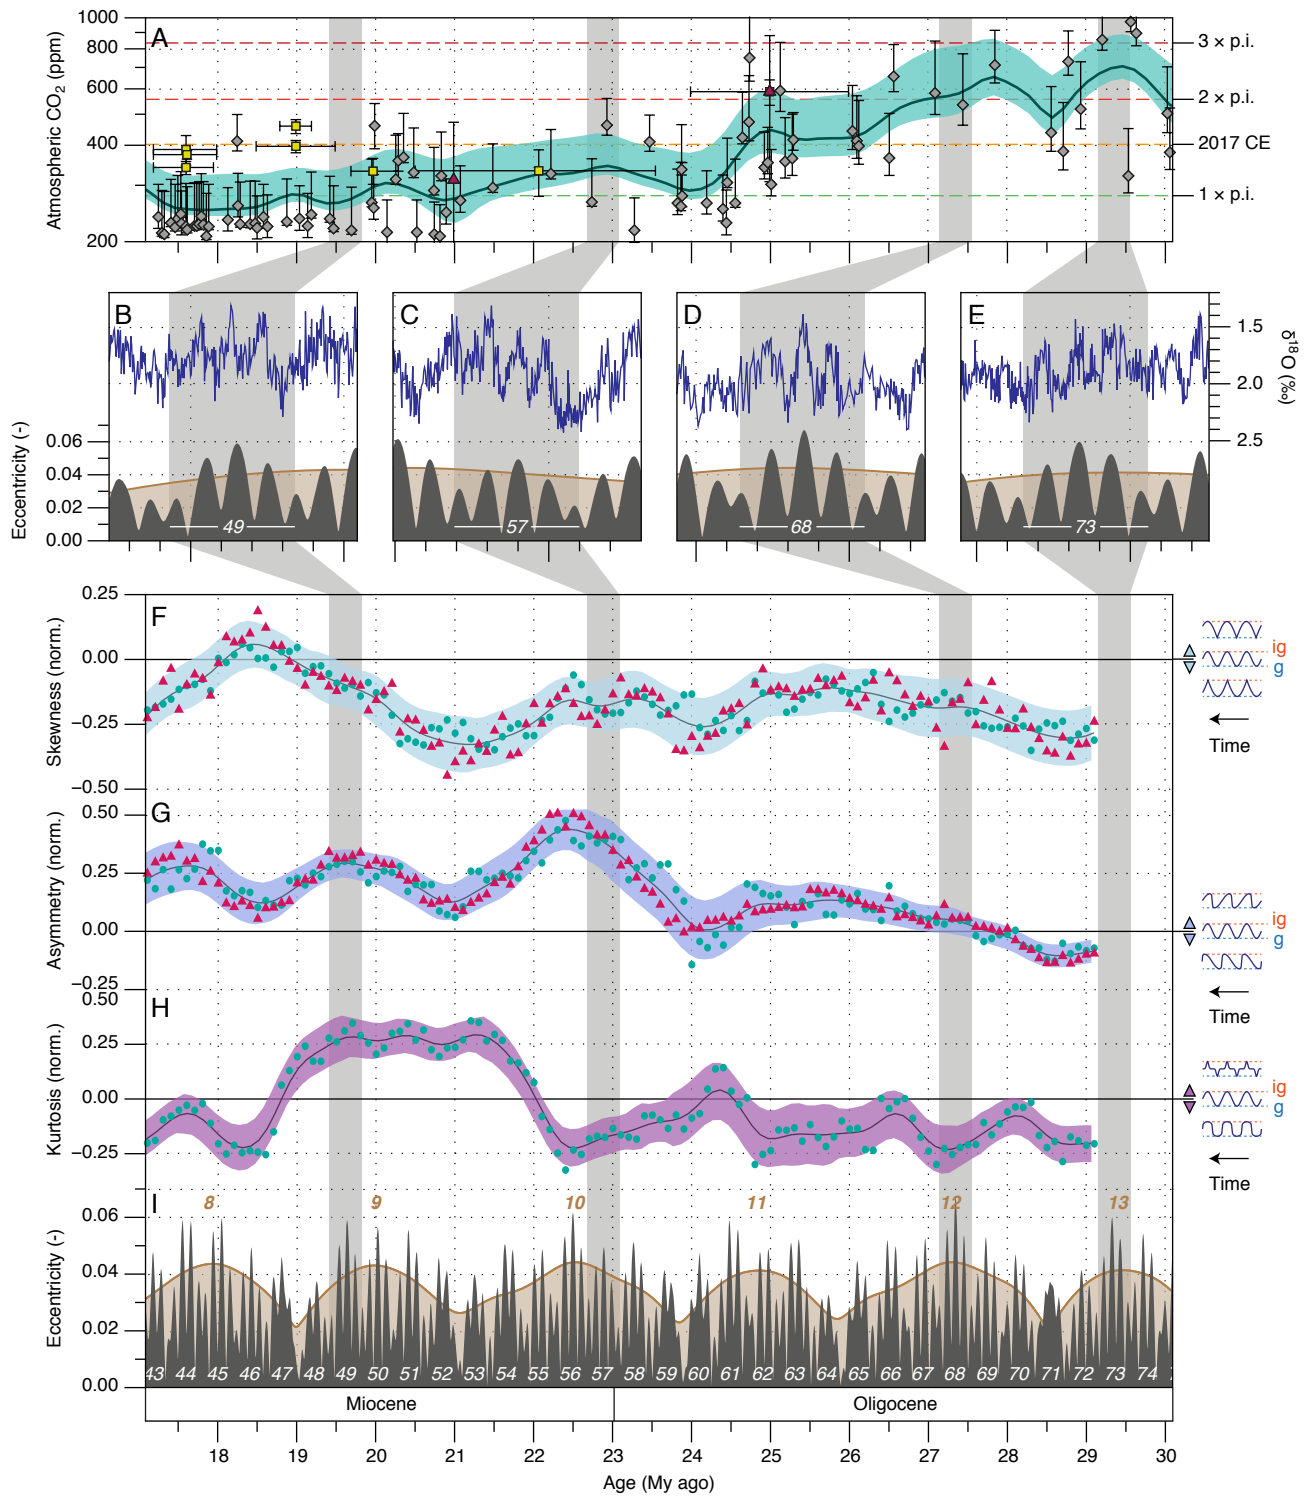 A
Atmospheric CO2 (ppm)
1000
800
600
400
200
3 × p.i.
2 × p.i.
2017 CE
1 × p.i.
B
C
D
E
1.5
2.0
2.5
δ18O (‰)
Eccentricity (-)
0.06
0.04
0.02
0.00
49
57
68
73
F
Skewness (norm.)
0.25
0.00
−0.25
−0.50
ig
g
Time
G
Asymmetry (norm.)
0.50
0.25
0.00
−0.25
ig
g
Time
H
Kurtosis (norm.)
0.50
0.25
0.00
−0.25
ig
g
Time
I
8 9 10 11 12 13
Eccentricity (-)
0.06
0.04
0.02
0.00
43 44 45 46 47 48 49 50 51 52 53 54 55 56 57 58 59 60 61 62 63 64 65 66 67 68 69 70 71 72 73 74
Miocene Oligocene
18 19 20 21 22 23 24 25 26 27 28 29 30
Age (My ago)